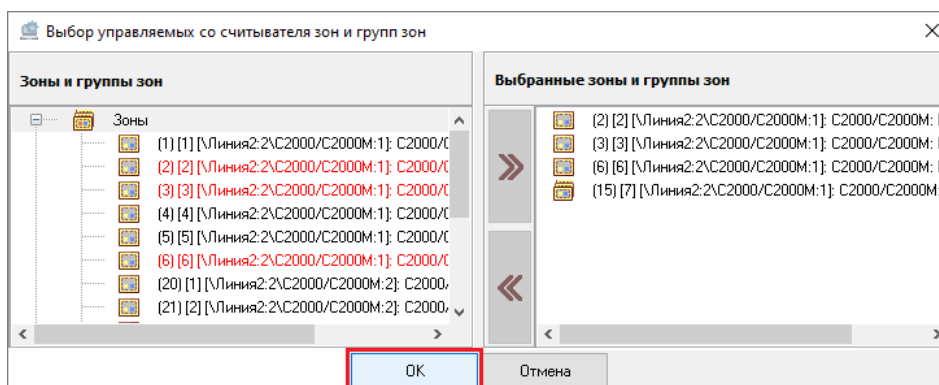 Выбор управляемых со считывателя зон и групп зон
Зоны и группы зон
Зоны
(1) [1] [\Линия2:2\С2000/С2000М:1]: С2000/
(2) [2] [\Линия2:2\С2000/С2000М:1]: С2000/
(3) [3] [\Линия2:2\С2000/С2000М:1]: С2000/
(4) [4] [\Линия2:2\С2000/С2000М:1]: С2000/
(5) [5] [\Линия2:2\С2000/С2000М:1]: С2000/
(6) [6] [\Линия2:2\С2000/С2000М:1]: С2000/
(20) [1] [\Линия2:2\С2000/С2000М:2]: С2000
(21) [2] [\Линия2:2\С2000/С2000М:2]: С2000
Выбранные зоны и группы зон
(2) [2] [\Линия2:2\С2000/С2000М:1]: С2000/С2000М:
(3) [3] [\Линия2:2\С2000/С2000М:1]: С2000/С2000М:
(6) [6] [\Линия2:2\С2000/С2000М:1]: С2000/С2000М:
(15) [7] [\Линия2:2\С2000/С2000М:1]: С2000/С2000М:
OK
Отмена